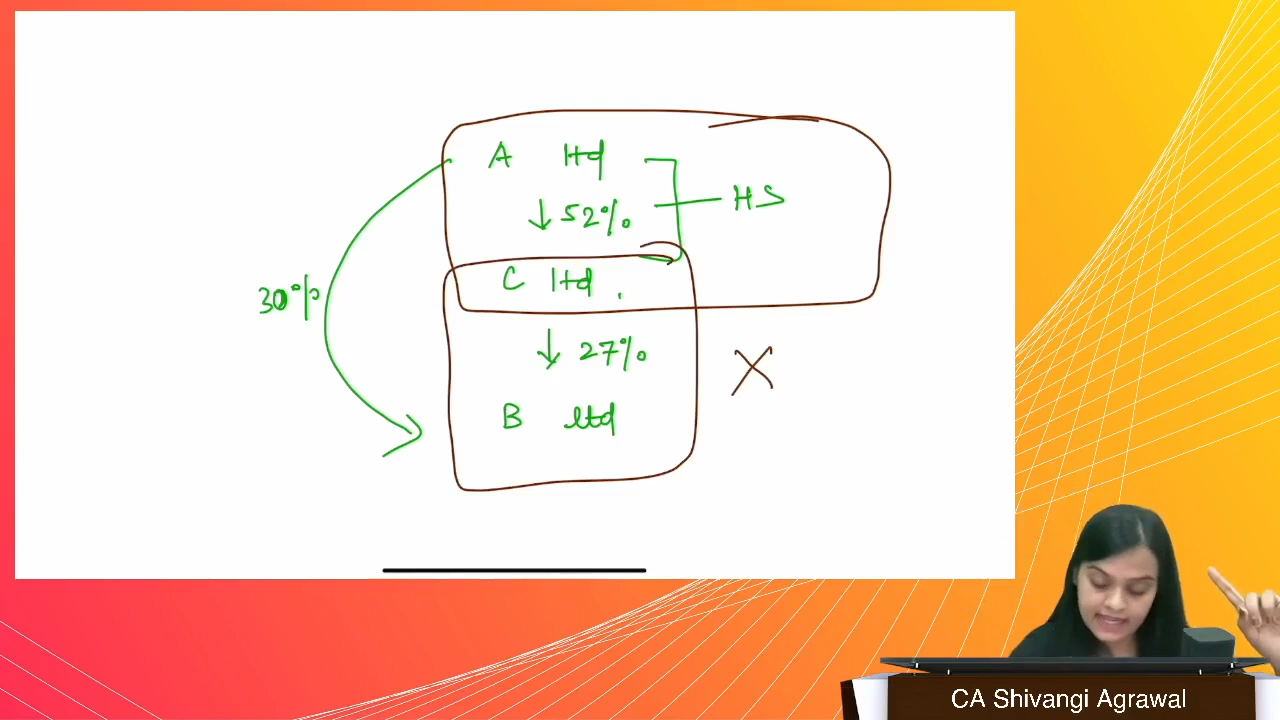 A ltd
↓ 52%
HS
C ltd.
30%
↓ 27%
X
B ltd
CA Shivangi Agrawal